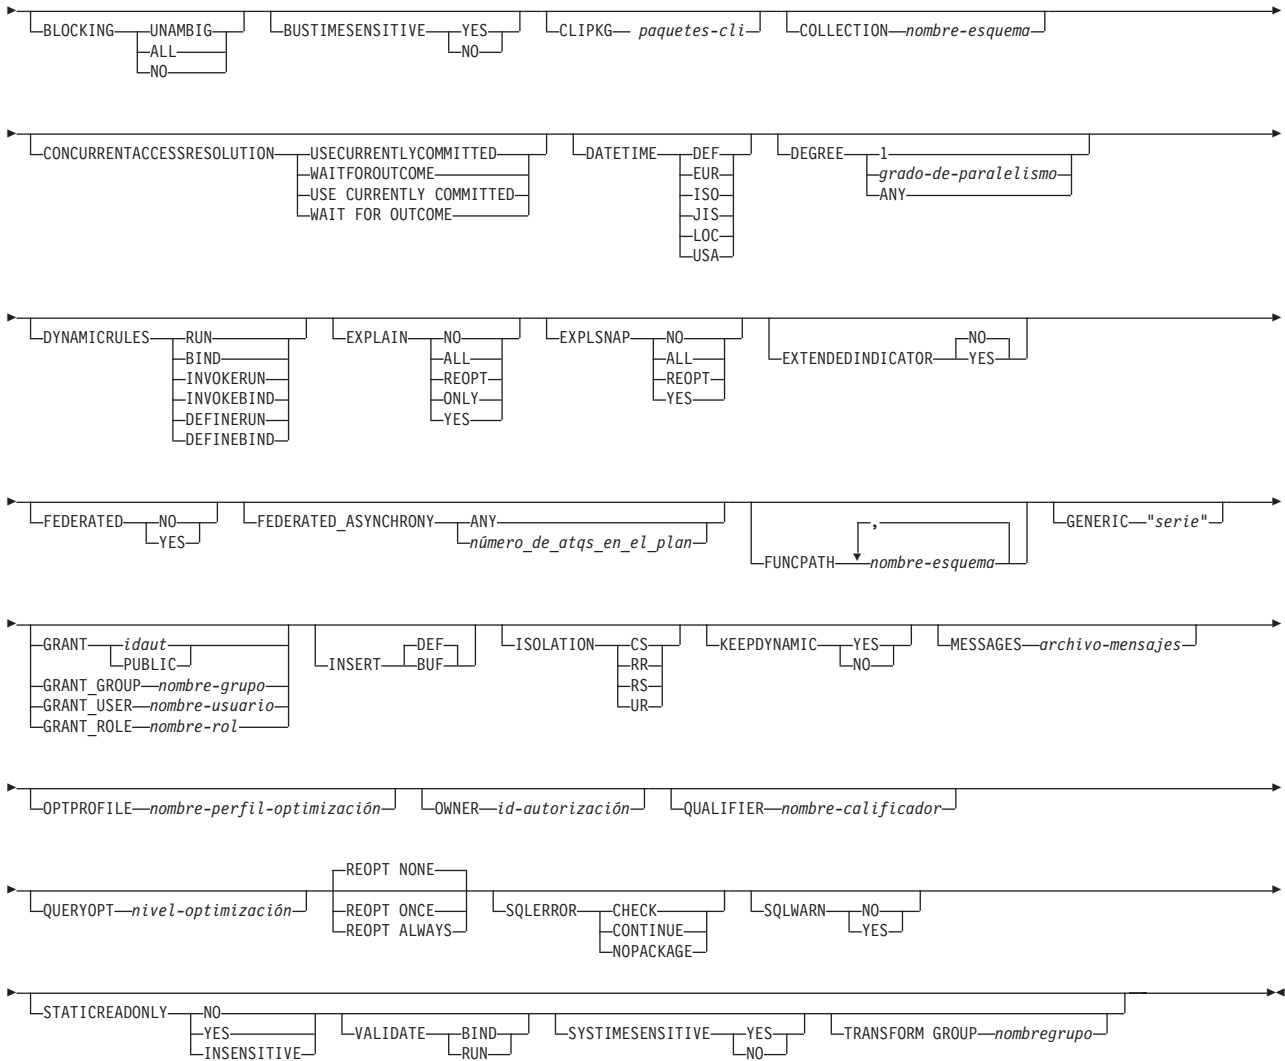 BLOCKING UNAMBIG BUSTIMESENSITIVE YES CLIPKG paquetes-cli COLLECTION nombre-esquema
ALL NO
NO
CONCURRENTACCESSRESOLUTION USECURRENTLYCOMMITTED DATETIME DEF DEGREE 1
WAITFOROUTCOME EUR grado-de-paralelismo
USE CURRENTLY COMMITTED ISO ANY
WAIT FOR OUTCOME JIS
LOC
USA
DYNAMICRULES RUN EXPLAIN NO EXPLSNAP NO NO
BIND ALL ALL EXTENDEDINDICATOR YES
INVOKERUN REOPT REOPT
INVOKEBIND ONLY YES
DEFINERUN YES
DEFINEBIND
FEDERATED NO FEDERATED_ASYNCHRONY ANY , GENERIC "serie"
YES número_de_atqs_en_el_plan
FUNCPATH nombre-esquema
GRANT idaut DEF ISOLATION CS KEEPDYNAMIC YES MESSAGES archivo-mensajes
PUBLIC INSERT BUF RR NO
GRANT_GROUP nombre-grupo RS
GRANT_USER nombre-usuario UR
GRANT_ROLE nombre-rol
OPTPROFILE nombre-perfil-optimización OWNER id-autorización QUALIFIER nombre-calificador
REOPT NONE
QUERYOPT nivel-optimización REOPT ONCE SQLERROR CHECK SQLWARN NO
REOPT ALWAYS CONTINUE YES
NOPACKAGE
STATICREADONLY NO
YES VALIDATE BIND SYSTIMESENSITIVE YES TRANSFORM GROUP nombregrupo
INSENSITIVE RUN NO